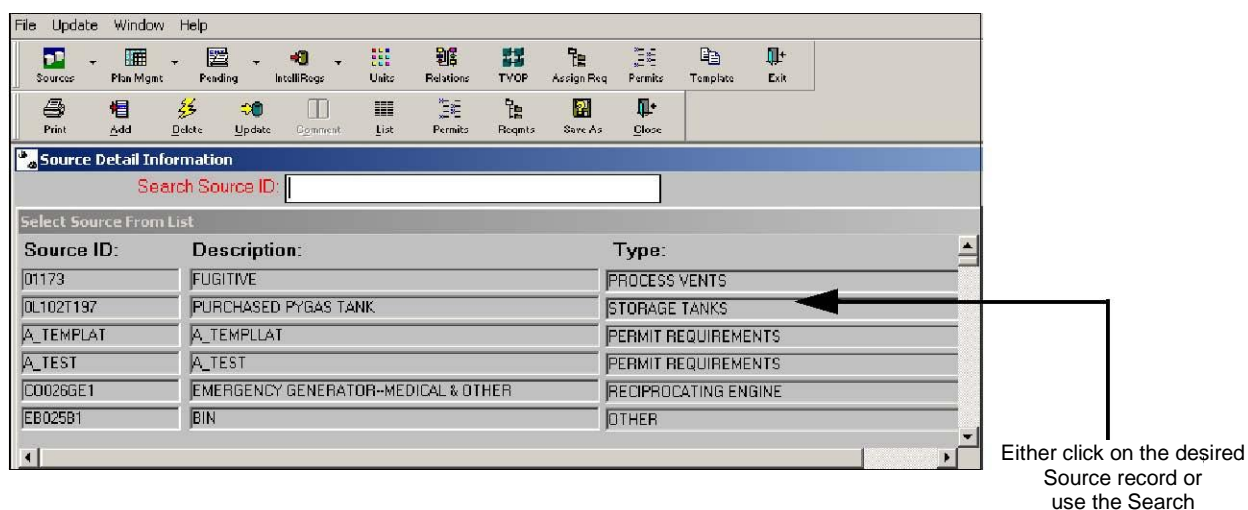 File Update Window Help
Sources Plan Mgmt Pending IntelliRegs Units Relations TVOP Assign Req Permits Template Exit
Print Add Delete Update Comment List Permits Reqmts Save As Close
Source Detail Information
Search Source ID:
Select Source From List
Source ID: Description: Type:
01173 FUGITIVE PROCESS VENTS
0L102T197 PURCHASED PYGAS TANK STORAGE TANKS
A_TEMPLAT A_TEMPLLAT PERMIT REQUIREMENTS
A_TEST A_TEST PERMIT REQUIREMENTS
CO026GE1 EMERGENCY GENERATOR--MEDICAL & OTHER RECIPROCATING ENGINE
EB025B1 BIN OTHER
Either click on the desired
Source record or
use the Search